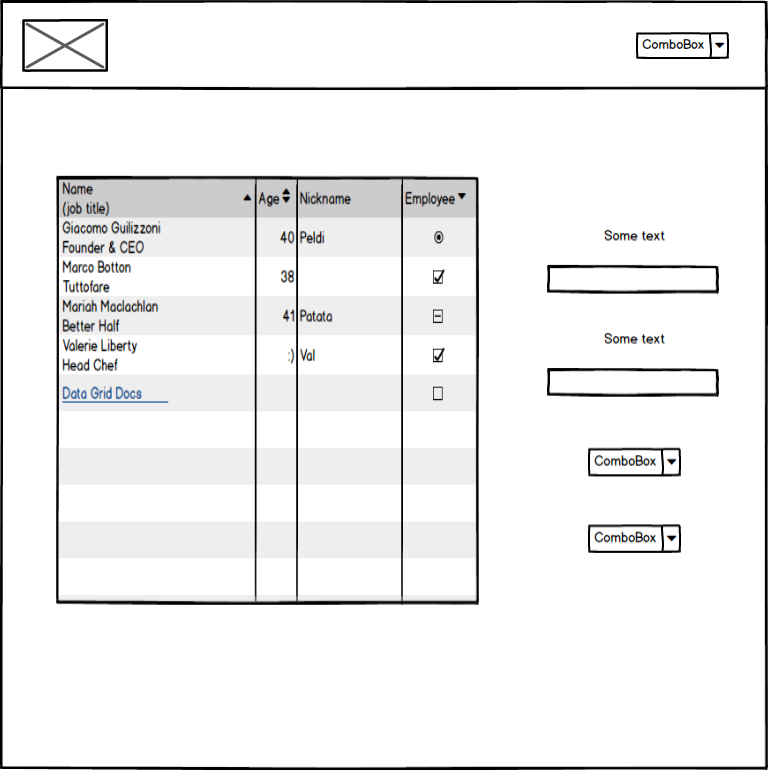 ComboBox
Name
(job title)
Age
Nickname
Employee
Giacomo Guilizzoni
Founder & CEO
40
Peldi
Marco Botton
Tuttofare
38
Mariah Maclachlan
Better Half
41
Patata
Valerie Liberty
Head Chef
:)
Val
Data Grid Docs
Some text
Some text
ComboBox
ComboBox